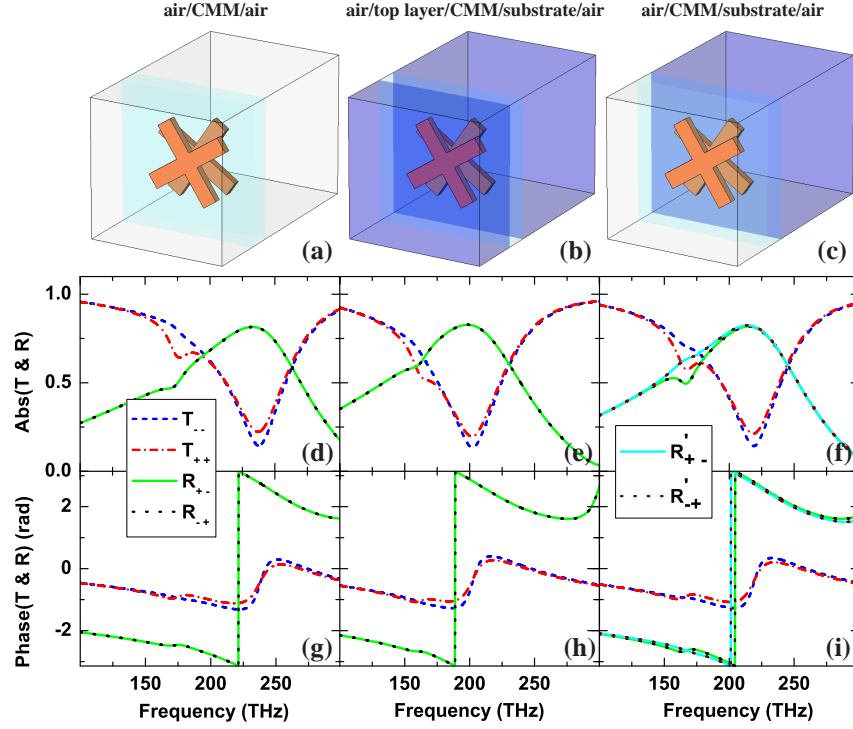 air/CMM/air
air/top layer/CMM/substrate/air
air/CMM/substrate/air
(a)
(b)
(c)
Abs(T & R)
1.0
0.5
0.0
T--
T++
R+-
R-+
R'+-
R'-+
(d)
(e)
(f)
Phase(T & R) (rad)
2
0
-2
(g)
(h)
(i)
150 200 250
150 200 250
150 200 250
Frequency (THz)
Frequency (THz)
Frequency (THz)